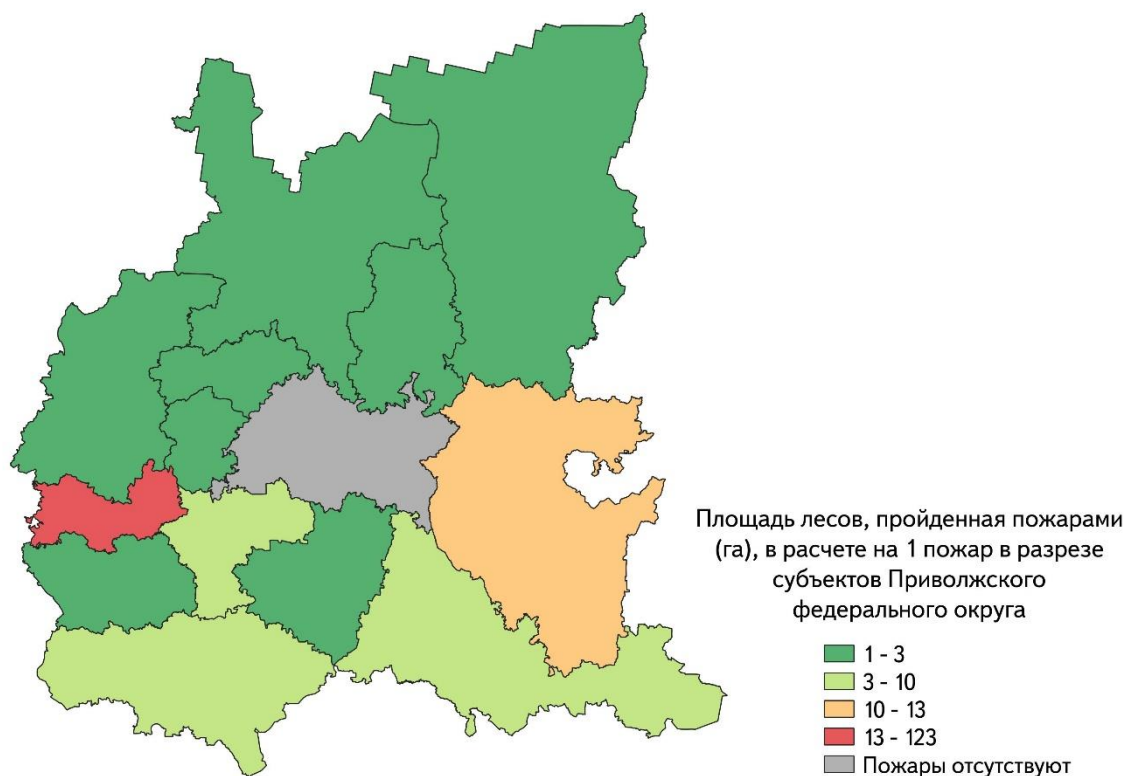 Площадь лесов, пройденная пожарами
(га), в расчете на 1 пожар в разрезе
субъектов Приволжского
федерального округа
1 - 3
3 - 10
10 - 13
13 - 123
Пожары отсутствуют